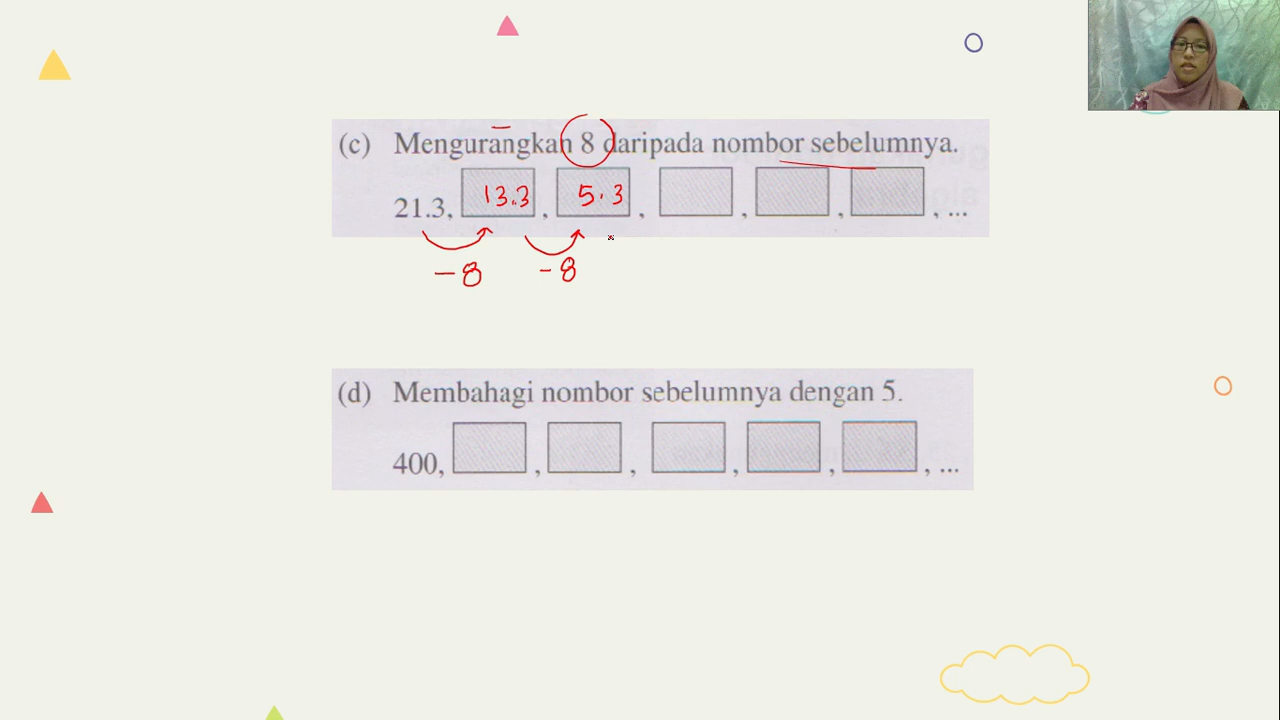 (c) Mengurangkan 8 daripada nombor sebelumnya.
21.3, 13.3 , 5.3 , , , , ...
-8 -8
(d) Membahagi nombor sebelumnya dengan 5.
400, , , , , , ...